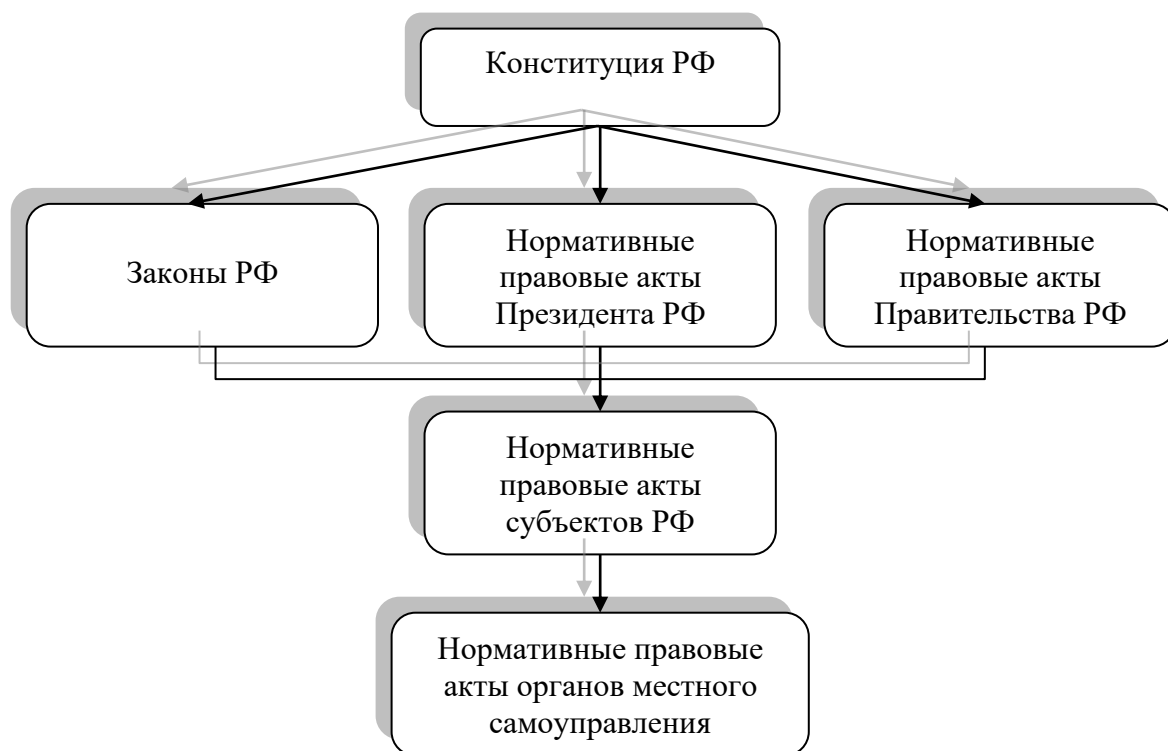 Конституция РФ
Законы РФ
Нормативные
правовые акты
Президента РФ
Нормативные
правовые акты
Правительства РФ
Нормативные
правовые акты
субъектов РФ
Нормативные правовые
акты органов местного
самоуправления